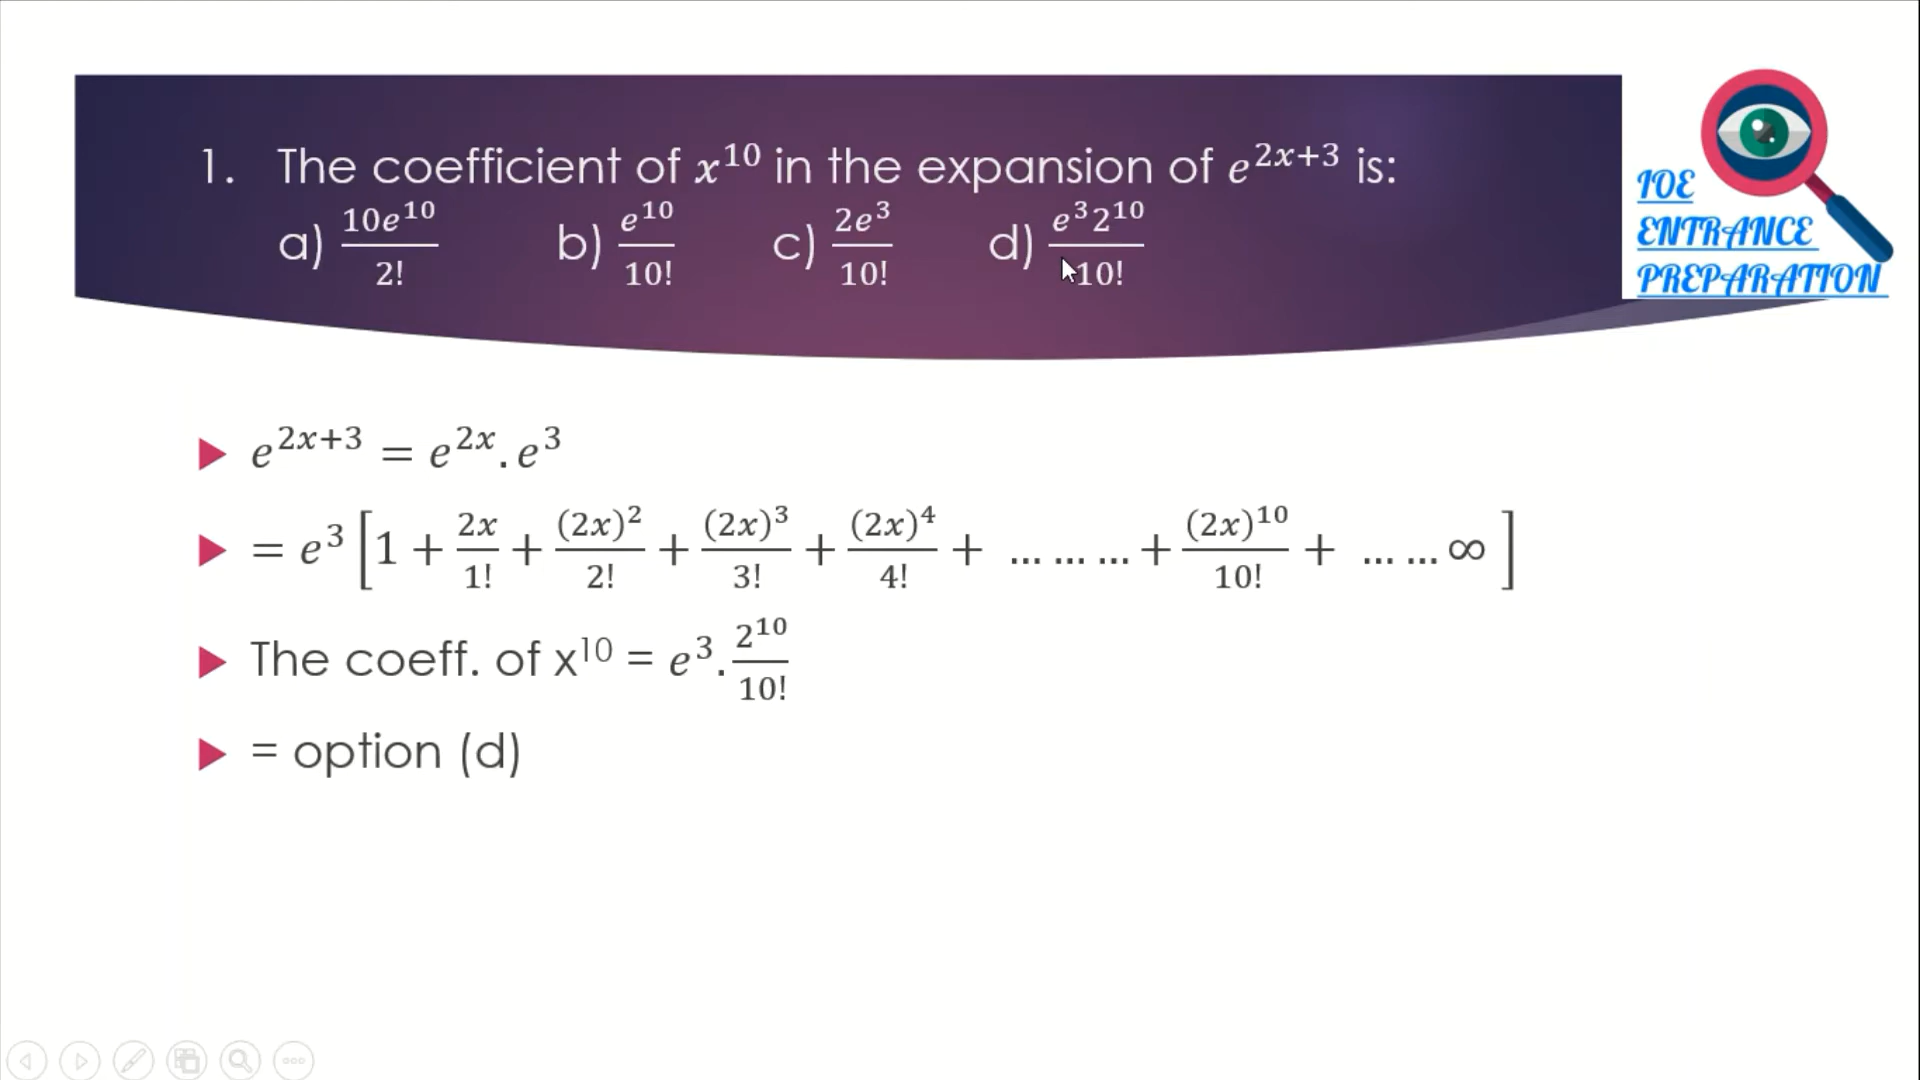 1. The coefficient of x^10 in the expansion of e^(2x+3) is:
a) 10e^10/2! b) e^10/10! c) 2e^3/10! d) e^3 2^10/10!
IOE
ENTRANCE
PREPARATION
e^(2x+3) = e^(2x).e^3
= e^3 [1 + 2x/1! + (2x)^2/2! + (2x)^3/3! + (2x)^4/4! + ... ... ... + (2x)^10/10! + ... ... ∞ ]
The coeff. of x^10 = e^3. 2^10/10!
= option (d)